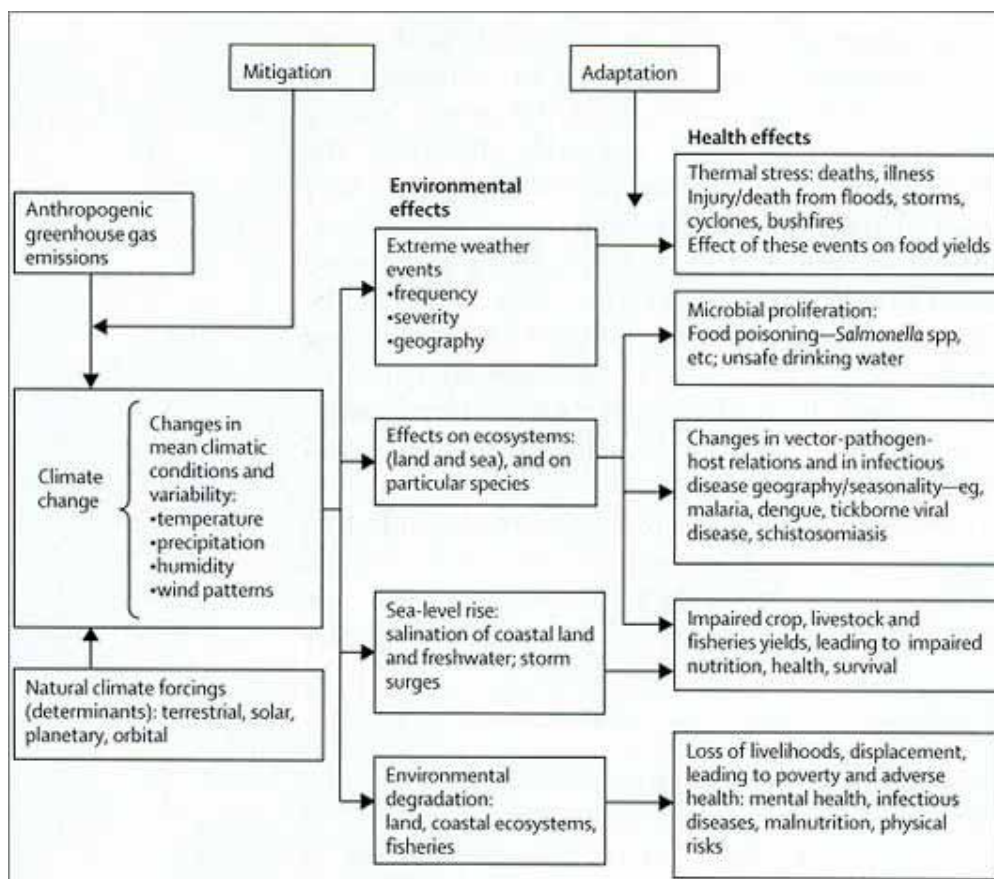 Mitigation
Adaptation
Anthropogenic
greenhouse gas
emissions
Climate
change
Changes in
mean climatic
conditions and
variability:
•temperature
•precipitation
•humidity
•wind patterns
Natural climate forcings
(determinants): terrestrial, solar,
planetary, orbital
Environmental
effects
Extreme weather
events
•frequency
•severity
•geography
Effects on ecosystems:
(land and sea), and on
particular species
Sea-level rise:
salination of coastal land
and freshwater; storm
surges
Environmental
degradation:
land, coastal ecosystems,
fisheries
Health effects
Thermal stress: deaths, illness
Injury/death from floods, storms,
cyclones, bushfires
Effect of these events on food yields
Microbial proliferation:
Food poisoning—Salmonella spp,
etc; unsafe drinking water
Changes in vector-pathogen-
host relations and in infectious
disease geography/seasonality—eg,
malaria, dengue, tickborne viral
disease, schistosomiasis
Impaired crop, livestock and
fisheries yields, leading to impaired
nutrition, health, survival
Loss of livelihoods, displacement,
leading to poverty and adverse
health: mental health, infectious
diseases, malnutrition, physical
risks